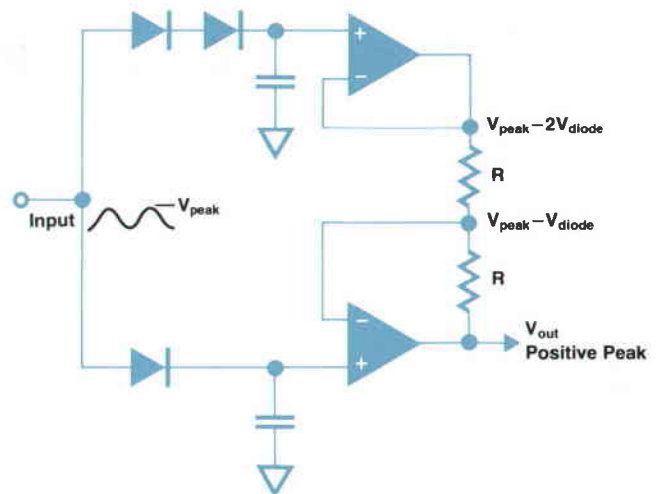 +
−
V_peak−2V_diode
R
Input
V_peak
V_peak−V_diode
R
−
+
V_out
Positive Peak